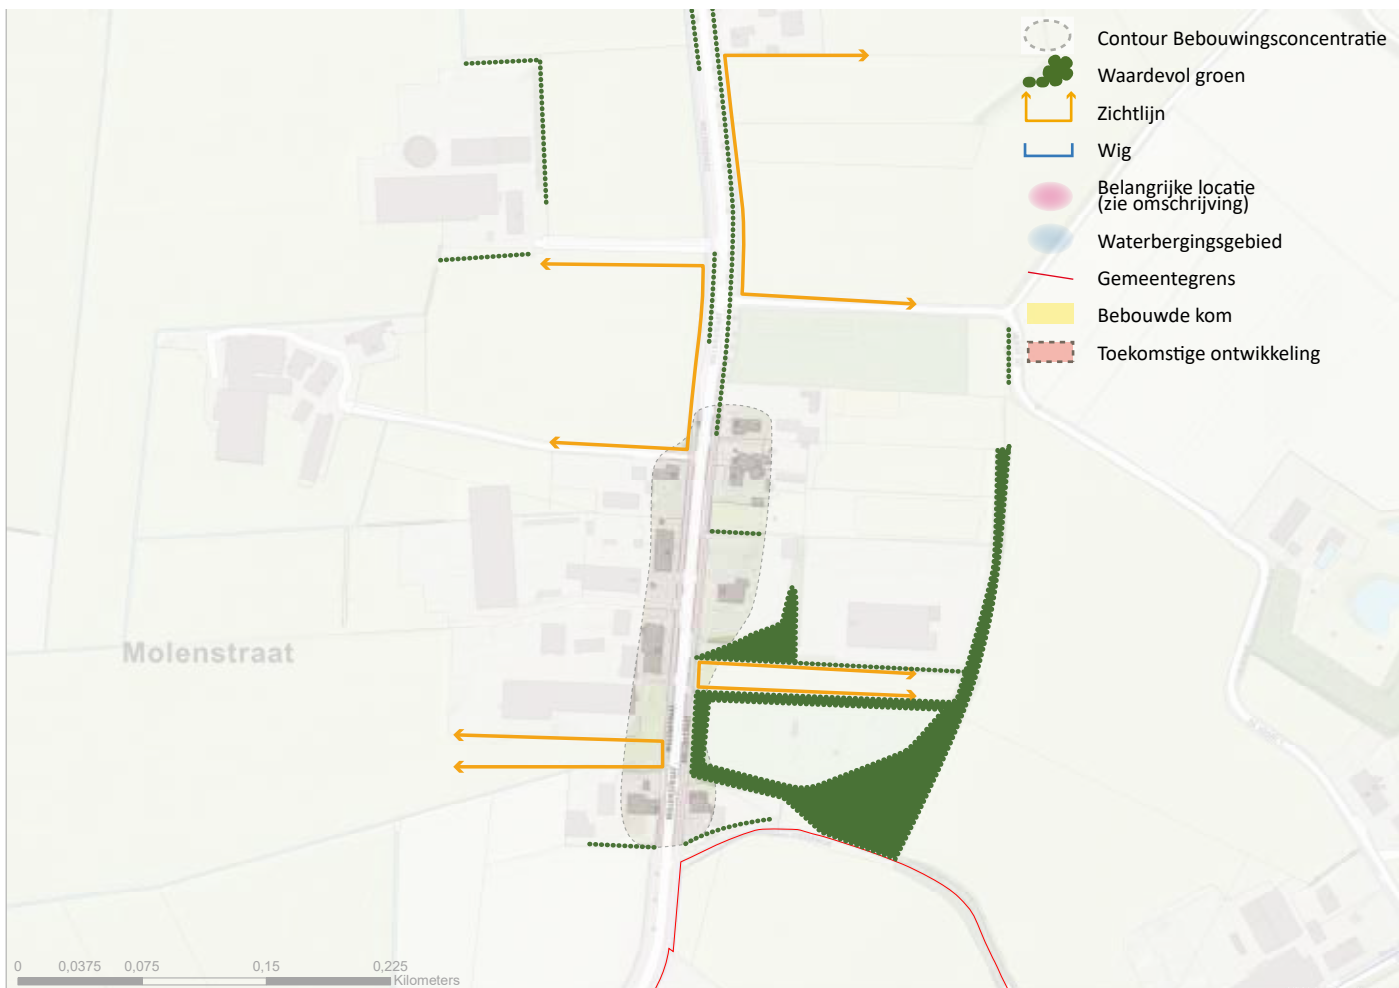 Contour Bebouwingsconcentratie
Waardevol groen
Zichtlijn
Wig
Belangrijke locatie
(zie omschrijving)
Waterbergingsgebied
Gemeentegrens
Bebouwde kom
Toekomstige ontwikkeling
Molenstraat
0 0,0375 0,075 0,15 0,225
Kilometers